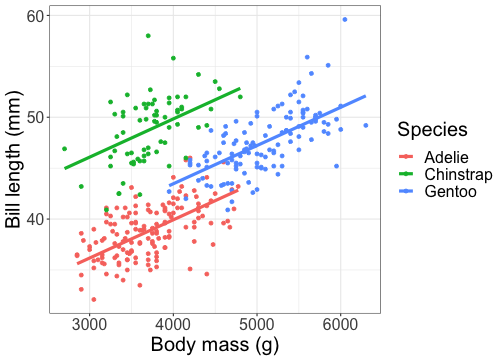 60
50
40
Bill length (mm)
3000 4000 5000 6000
Body mass (g)
Species
Adelie
Chinstrap
Gentoo